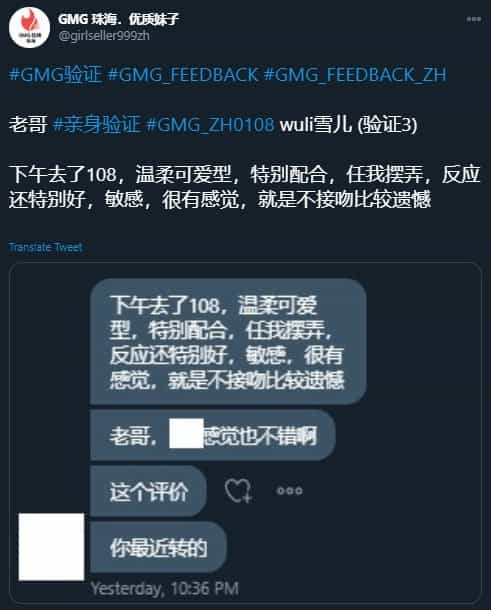 GMG 珠海．优质妹子
@girlseller999zh
GMG 珠海
#GMG验证 #GMG_FEEDBACK #GMG_FEEDBACK_ZH
老哥 #亲身验证 #GMG_ZH0108 wuli雪儿 (验证3)
下午去了108，温柔可爱型，特别配合，任我摆弄，反应
还特别好，敏感，很有感觉，就是不接吻比较遗憾
Translate Tweet
下午去了108，温柔可爱
型，特别配合，任我摆弄，
反应还特别好，敏感，很有
感觉，就是不接吻比较遗憾
老哥， 感觉也不错啊
这个评价
你最近转的
Yesterday, 10:36 PM